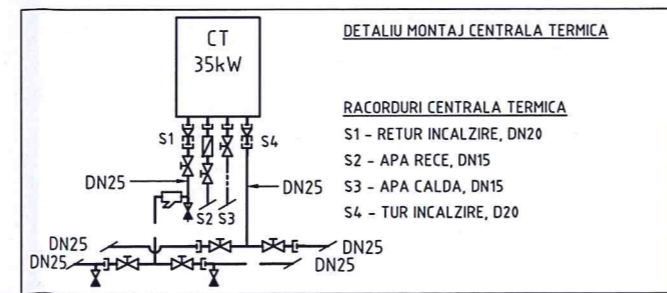 DETALIU MONTAJ CENTRALA TERMICA
CT
35kW
RACORDURI CENTRALA TERMICA
S1 - RETUR INCALZIRE, DN20
S2 - APA RECE, DN15
S3 - APA CALDA, DN15
S4 - TUR INCALZIRE, D20
S1
S4
DN25
DN25
S2
S3
DN25
DN25
DN25
DN25